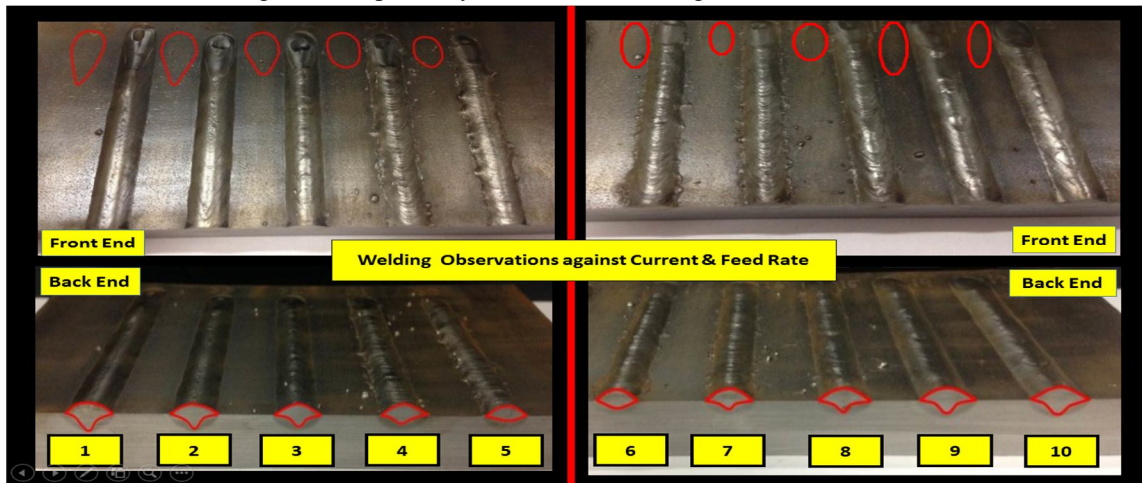 Front End
Front End
Welding Observations against Current & Feed Rate
Back End
Back End
1
2
3
4
5
6
7
8
9
10